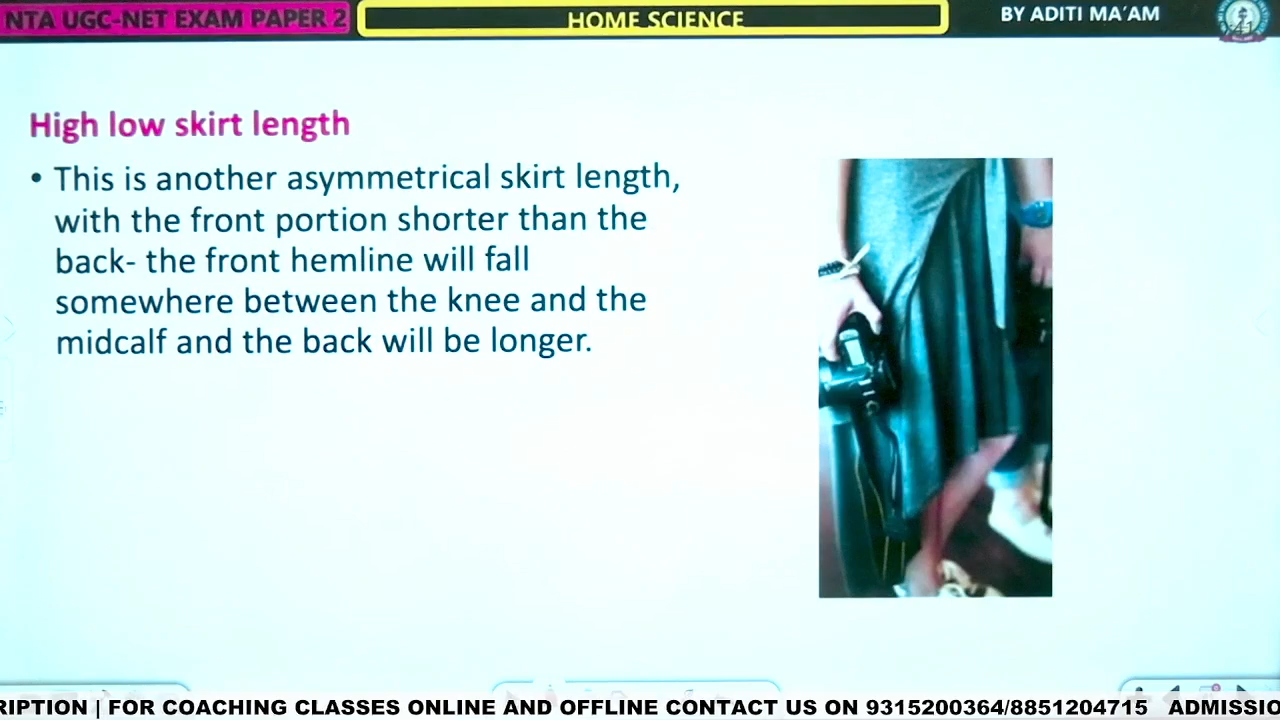 NTA UGC-NET EXAM PAPER 2
HOME SCIENCE
BY ADITI MA'AM
High low skirt length
• This is another asymmetrical skirt length,
with the front portion shorter than the
back- the front hemline will fall
somewhere between the knee and the
midcalf and the back will be longer.
RIPTION | FOR COACHING CLASSES ONLINE AND OFFLINE CONTACT US ON 9315200364/8851204715 ADMISSIO